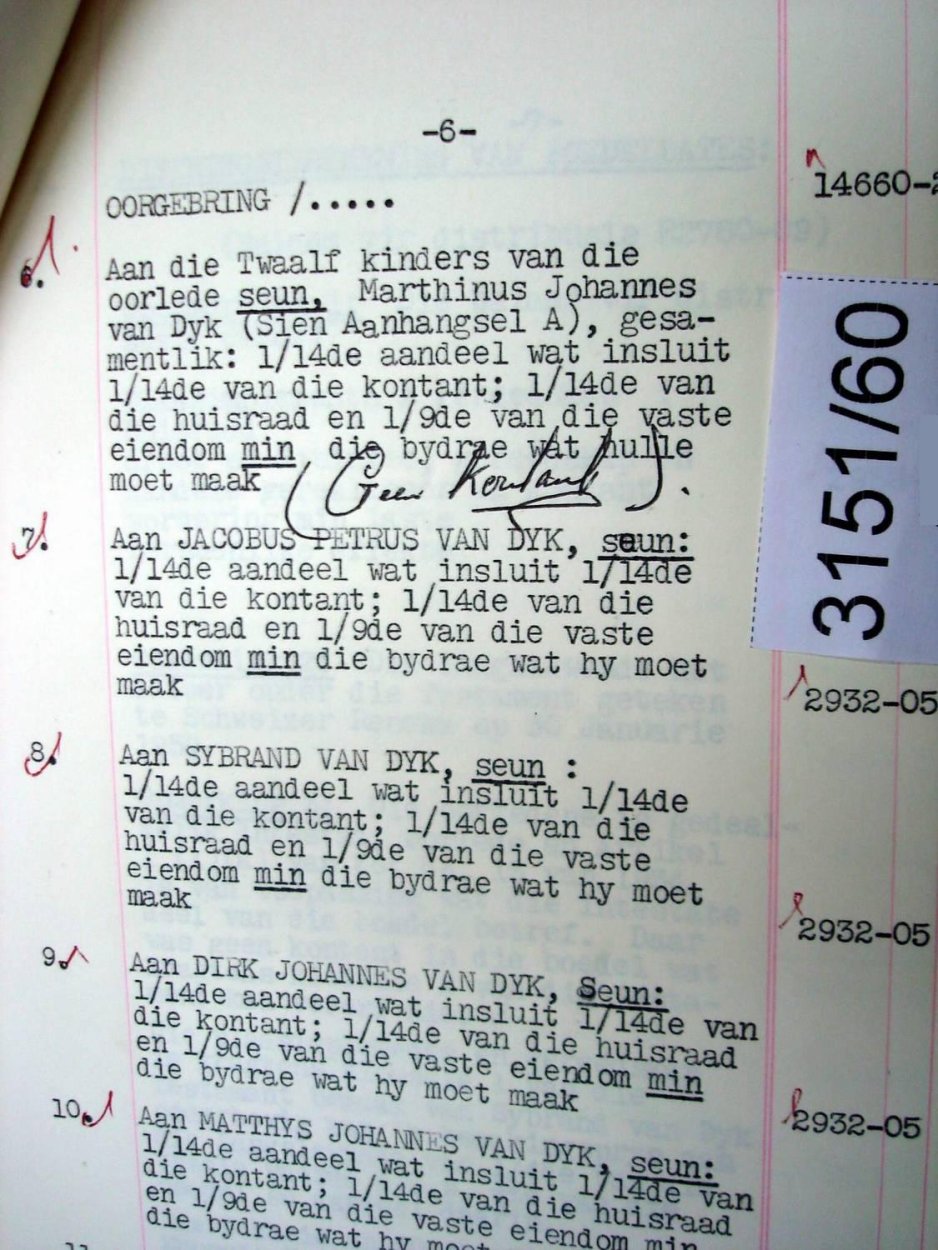 -6-
OORGEBRING /.....
14660-2
6. Aan die Twaalf kinders van die
oorlede seun, Marthinus Johannes
van Dyk (Sien Aanhangsel A), gesa-
mentlik: 1/14de aandeel wat insluit
1/14de van die kontant; 1/14de van
die huisraad en 1/9de van die vaste
eiendom min die bydrae wat hulle
moet maak (Geen Kontant).
3151/60
7. Aan JACOBUS PETRUS VAN DYK, seun:
1/14de aandeel wat insluit 1/14de
van die kontant; 1/14de van die
huisraad en 1/9de van die vaste
eiendom min die bydrae wat hy moet
maak
2932-05
8. Aan SYBRAND VAN DYK, seun :
1/14de aandeel wat insluit 1/14de
van die kontant; 1/14de van die
huisraad en 1/9de van die vaste
eiendom min die bydrae wat hy moet
maak
2932-05
9. Aan DIRK JOHANNES VAN DYK, Seun:
1/14de aandeel wat insluit 1/14de van
die kontant; 1/14de van die huisraad
en 1/9de van die vaste eiendom min
die bydrae wat hy moet maak
2932-05
10. Aan MATTHYS JOHANNES VAN DYK, seun:
1/14de aandeel wat insluit 1/14de van
die kontant; 1/14de van die huisraad
en 1/9de van die vaste eiendom min
die bydrae wat hy moet